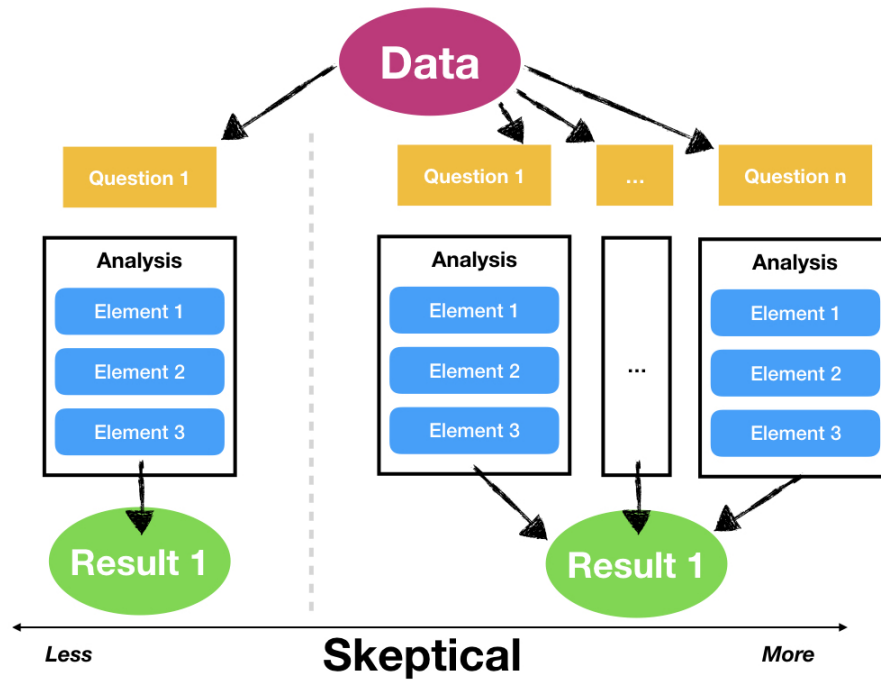 Data
Question 1
Question 1
...
Question n
Analysis
Element 1
Element 2
Element 3
Analysis
Element 1
Element 2
Element 3
...
Analysis
Element 1
Element 2
Element 3
Result 1
Result 1
Less
Skeptical
More